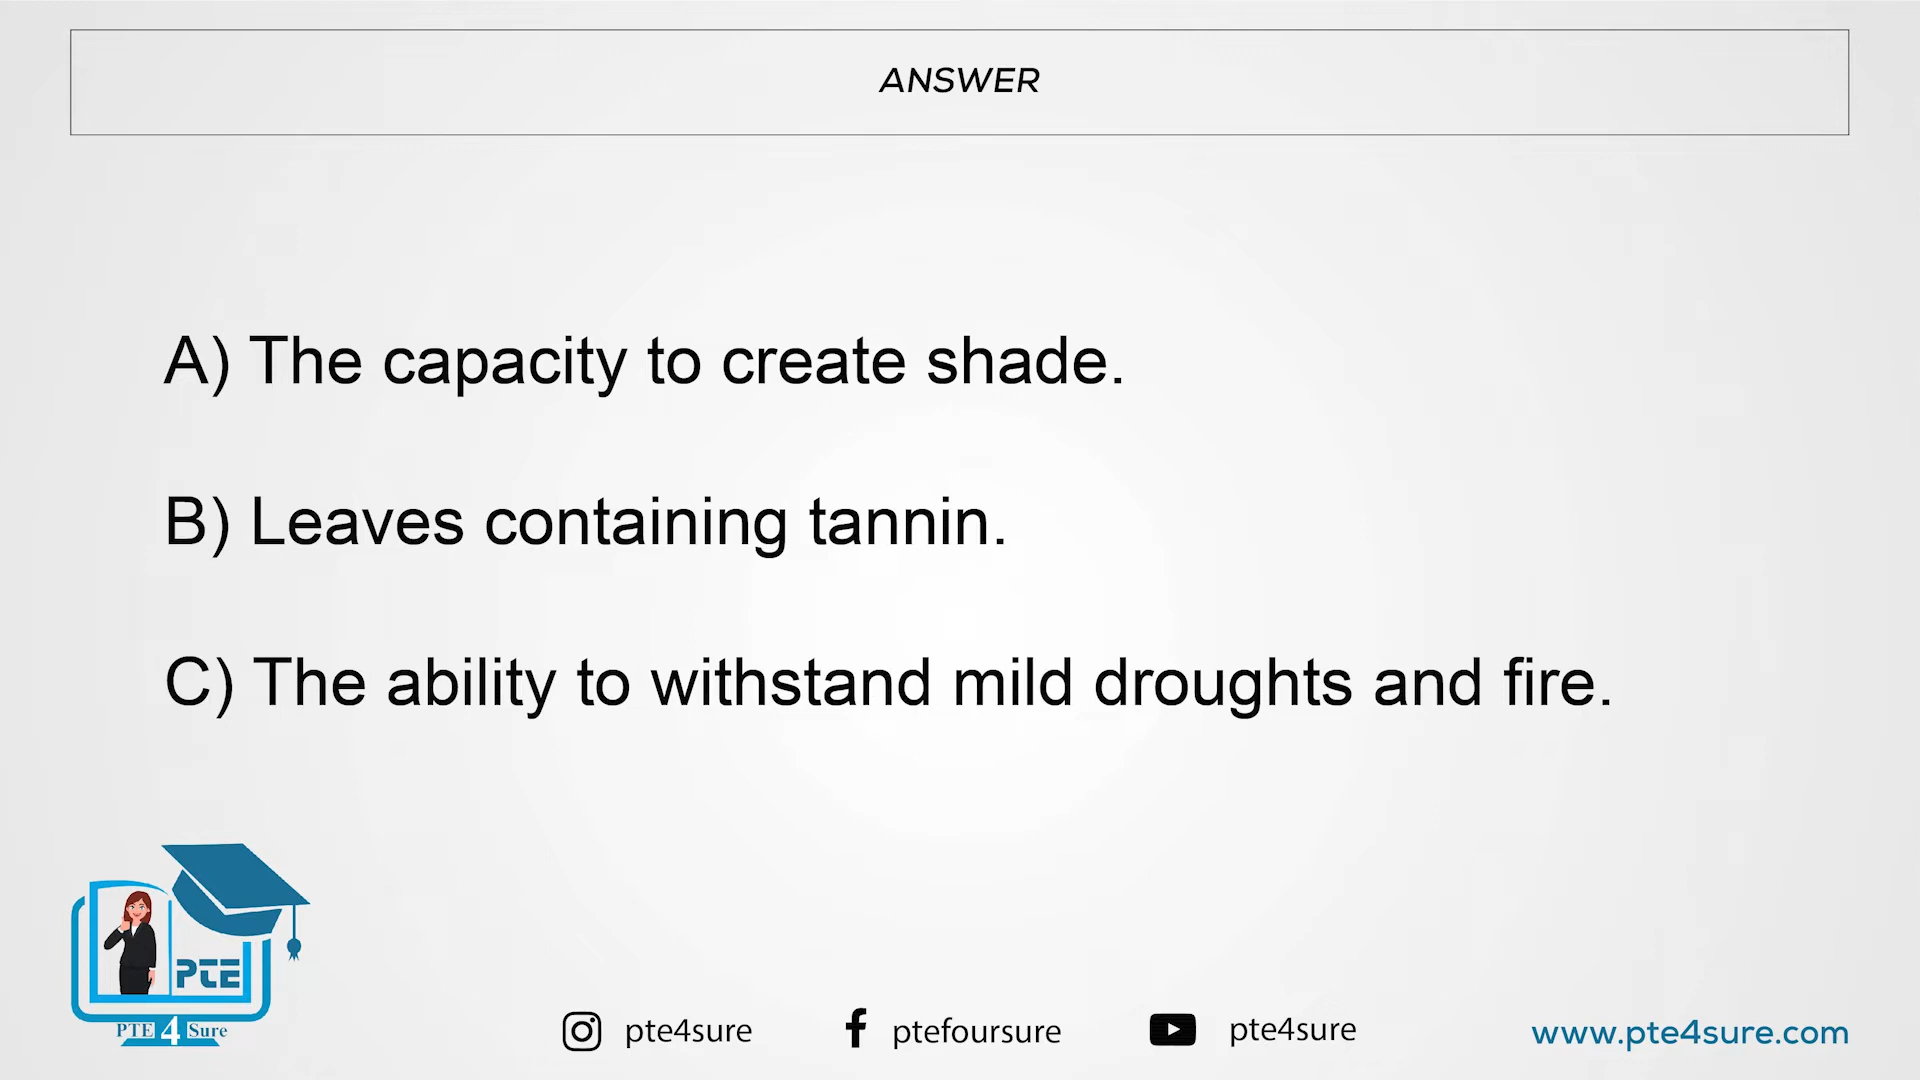 ANSWER
A) The capacity to create shade.
B) Leaves containing tannin.
C) The ability to withstand mild droughts and fire.
PTE
PTE 4 Sure
pte4sure
ptefoursure
pte4sure
www.pte4sure.com